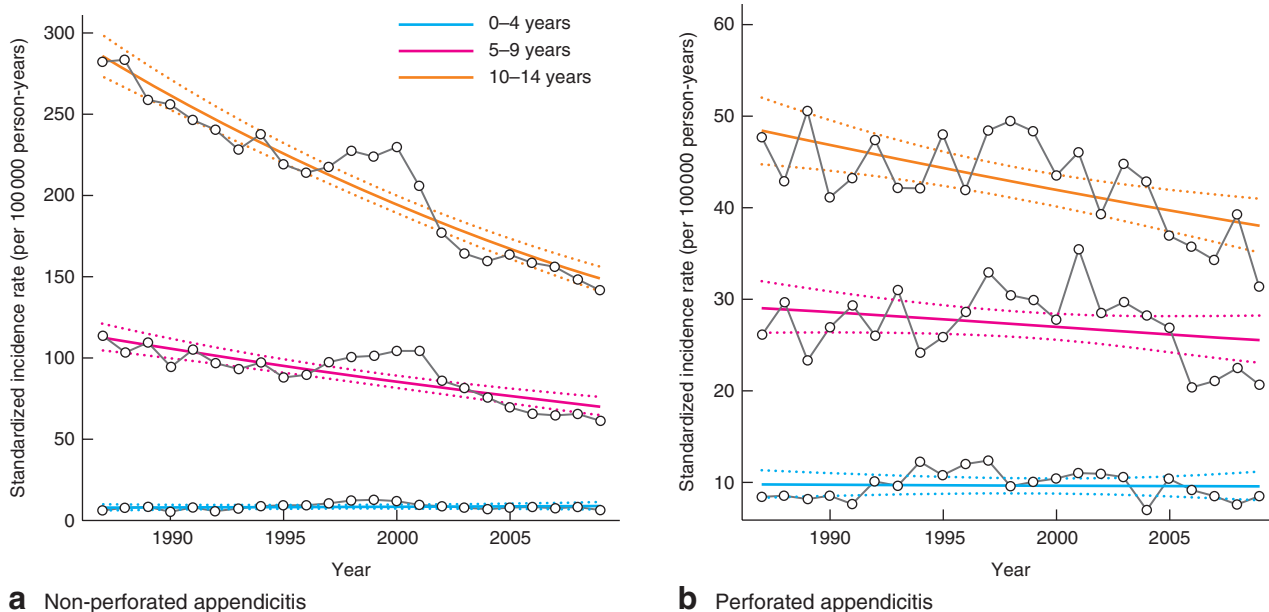 Standardized incidence rate (per 100 000 person-years)
300
250
200
150
100
50
0
1990 1995 2000 2005
Year
0–4 years
5–9 years
10–14 years
a Non-perforated appendicitis
Standardized incidence rate (per 100 000 person-years)
60
50
40
30
20
10
1990 1995 2000 2005
Year
b Perforated appendicitis